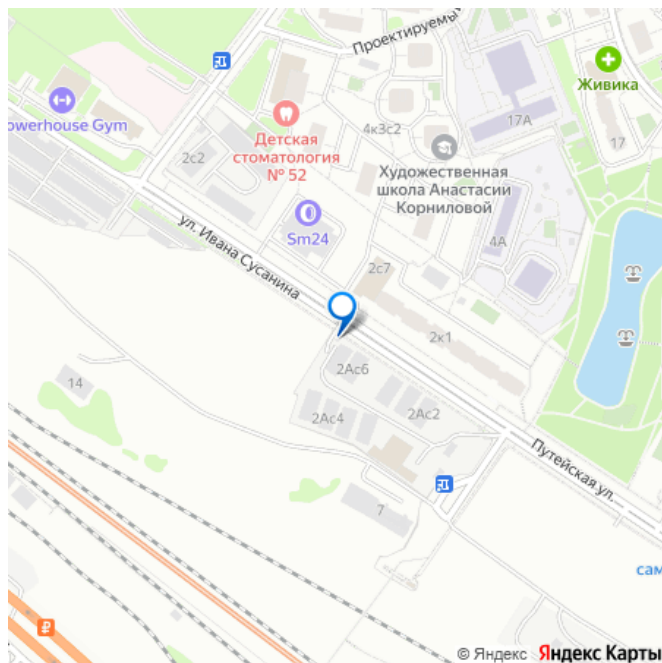 Проектируемы
Живика
owerhouse Gym
17А
17
4к3с2
Детская
стоматология
№ 52
2с2
Художественная
школа Анастасии
Корниловой
Sm24
4А
ул. Ивана Сусанина
2с7
2к1
2Ас6
14
2Ас4
2Ас2
Путейская ул.
7
сам
© Яндекс Яндекс Карты